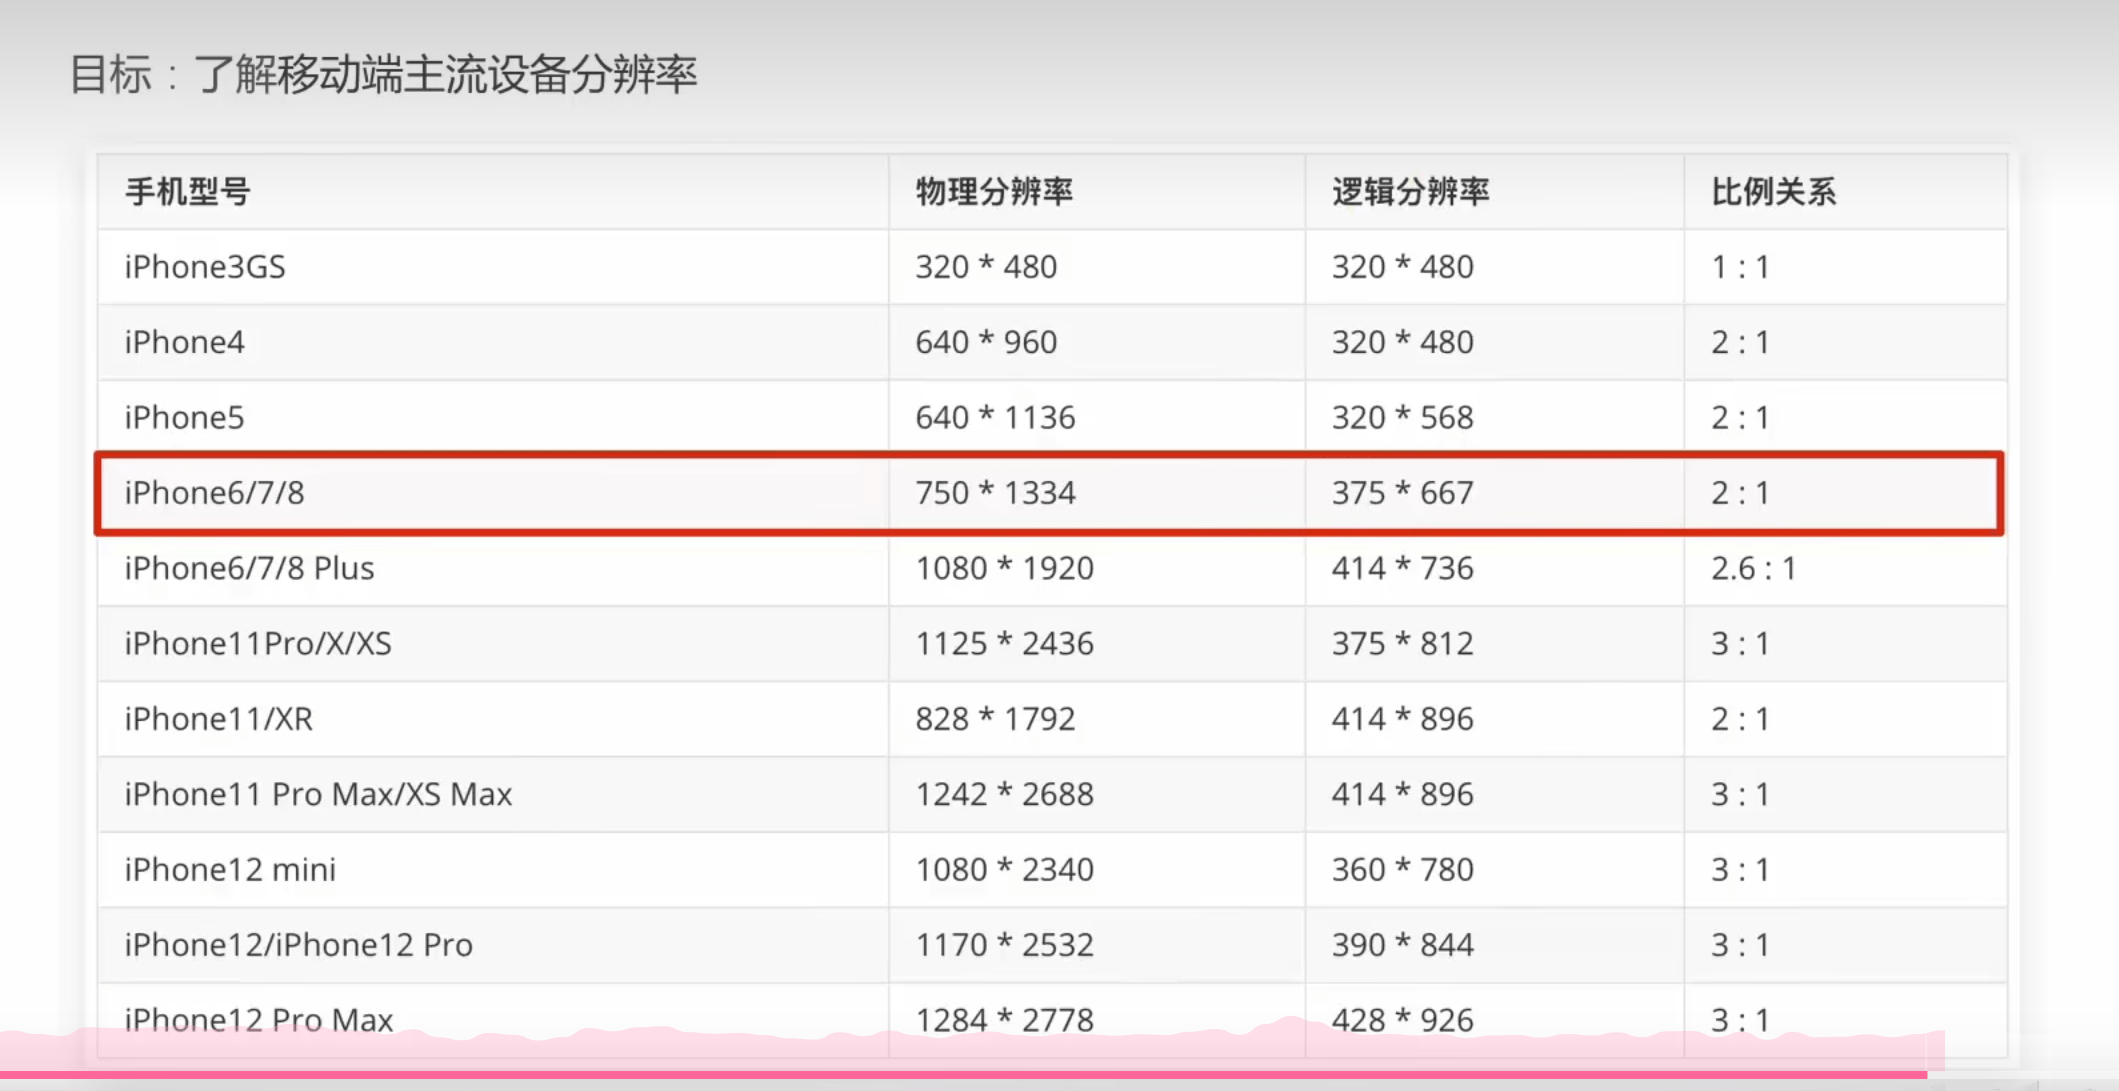 目标：了解移动端主流设备分辨率
手机型号 物理分辨率 逻辑分辨率 比例关系
iPhone3GS 320 * 480 320 * 480 1 : 1
iPhone4 640 * 960 320 * 480 2 : 1
iPhone5 640 * 1136 320 * 568 2 : 1
iPhone6/7/8 750 * 1334 375 * 667 2 : 1
iPhone6/7/8 Plus 1080 * 1920 414 * 736 2.6 : 1
iPhone11Pro/X/XS 1125 * 2436 375 * 812 3 : 1
iPhone11/XR 828 * 1792 414 * 896 2 : 1
iPhone11 Pro Max/XS Max 1242 * 2688 414 * 896 3 : 1
iPhone12 mini 1080 * 2340 360 * 780 3 : 1
iPhone12/iPhone12 Pro 1170 * 2532 390 * 844 3 : 1
iPhone12 Pro Max 1284 * 2778 428 * 926 3 : 1